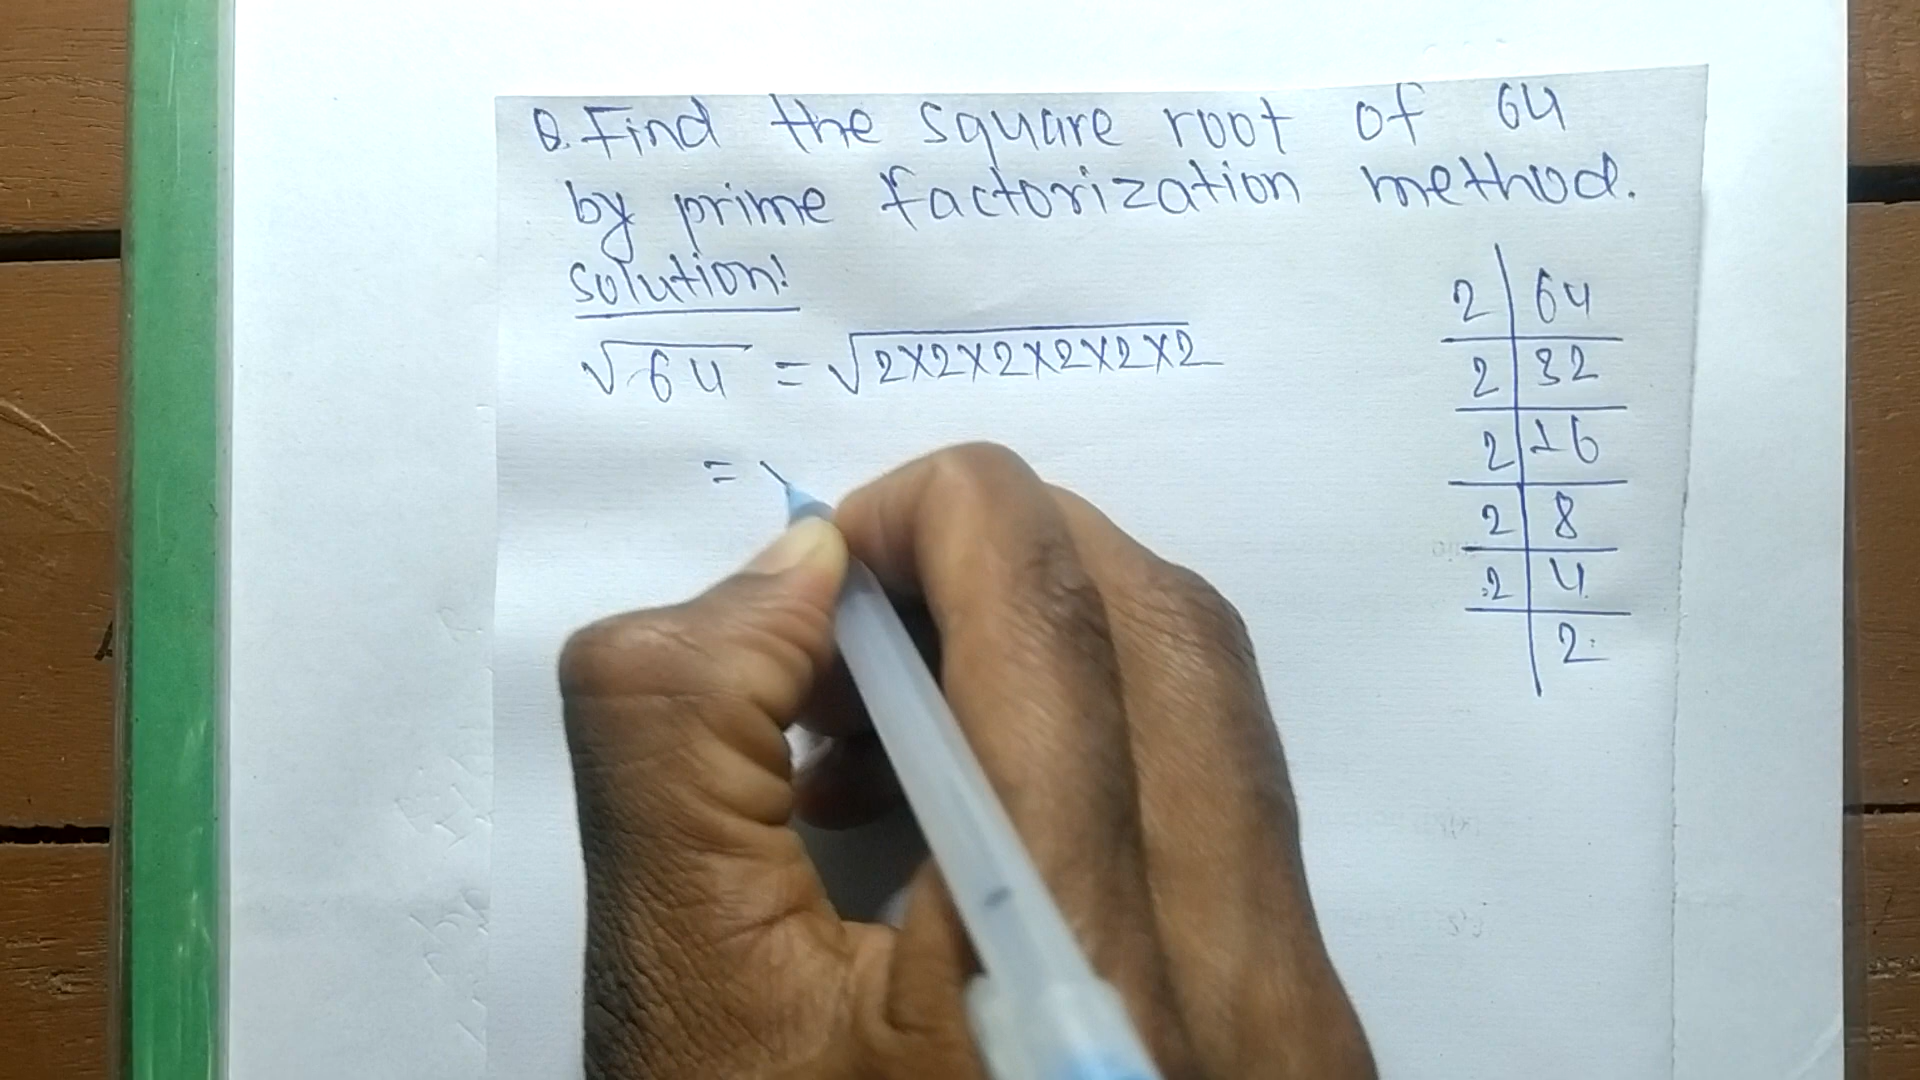 Q. Find the square root of 64
by prime factorization method.
solution:
√64 = √2×2×2×2×2×2
=
2 | 64
2 | 32
2 | 16
2 | 8
2 | 4
2